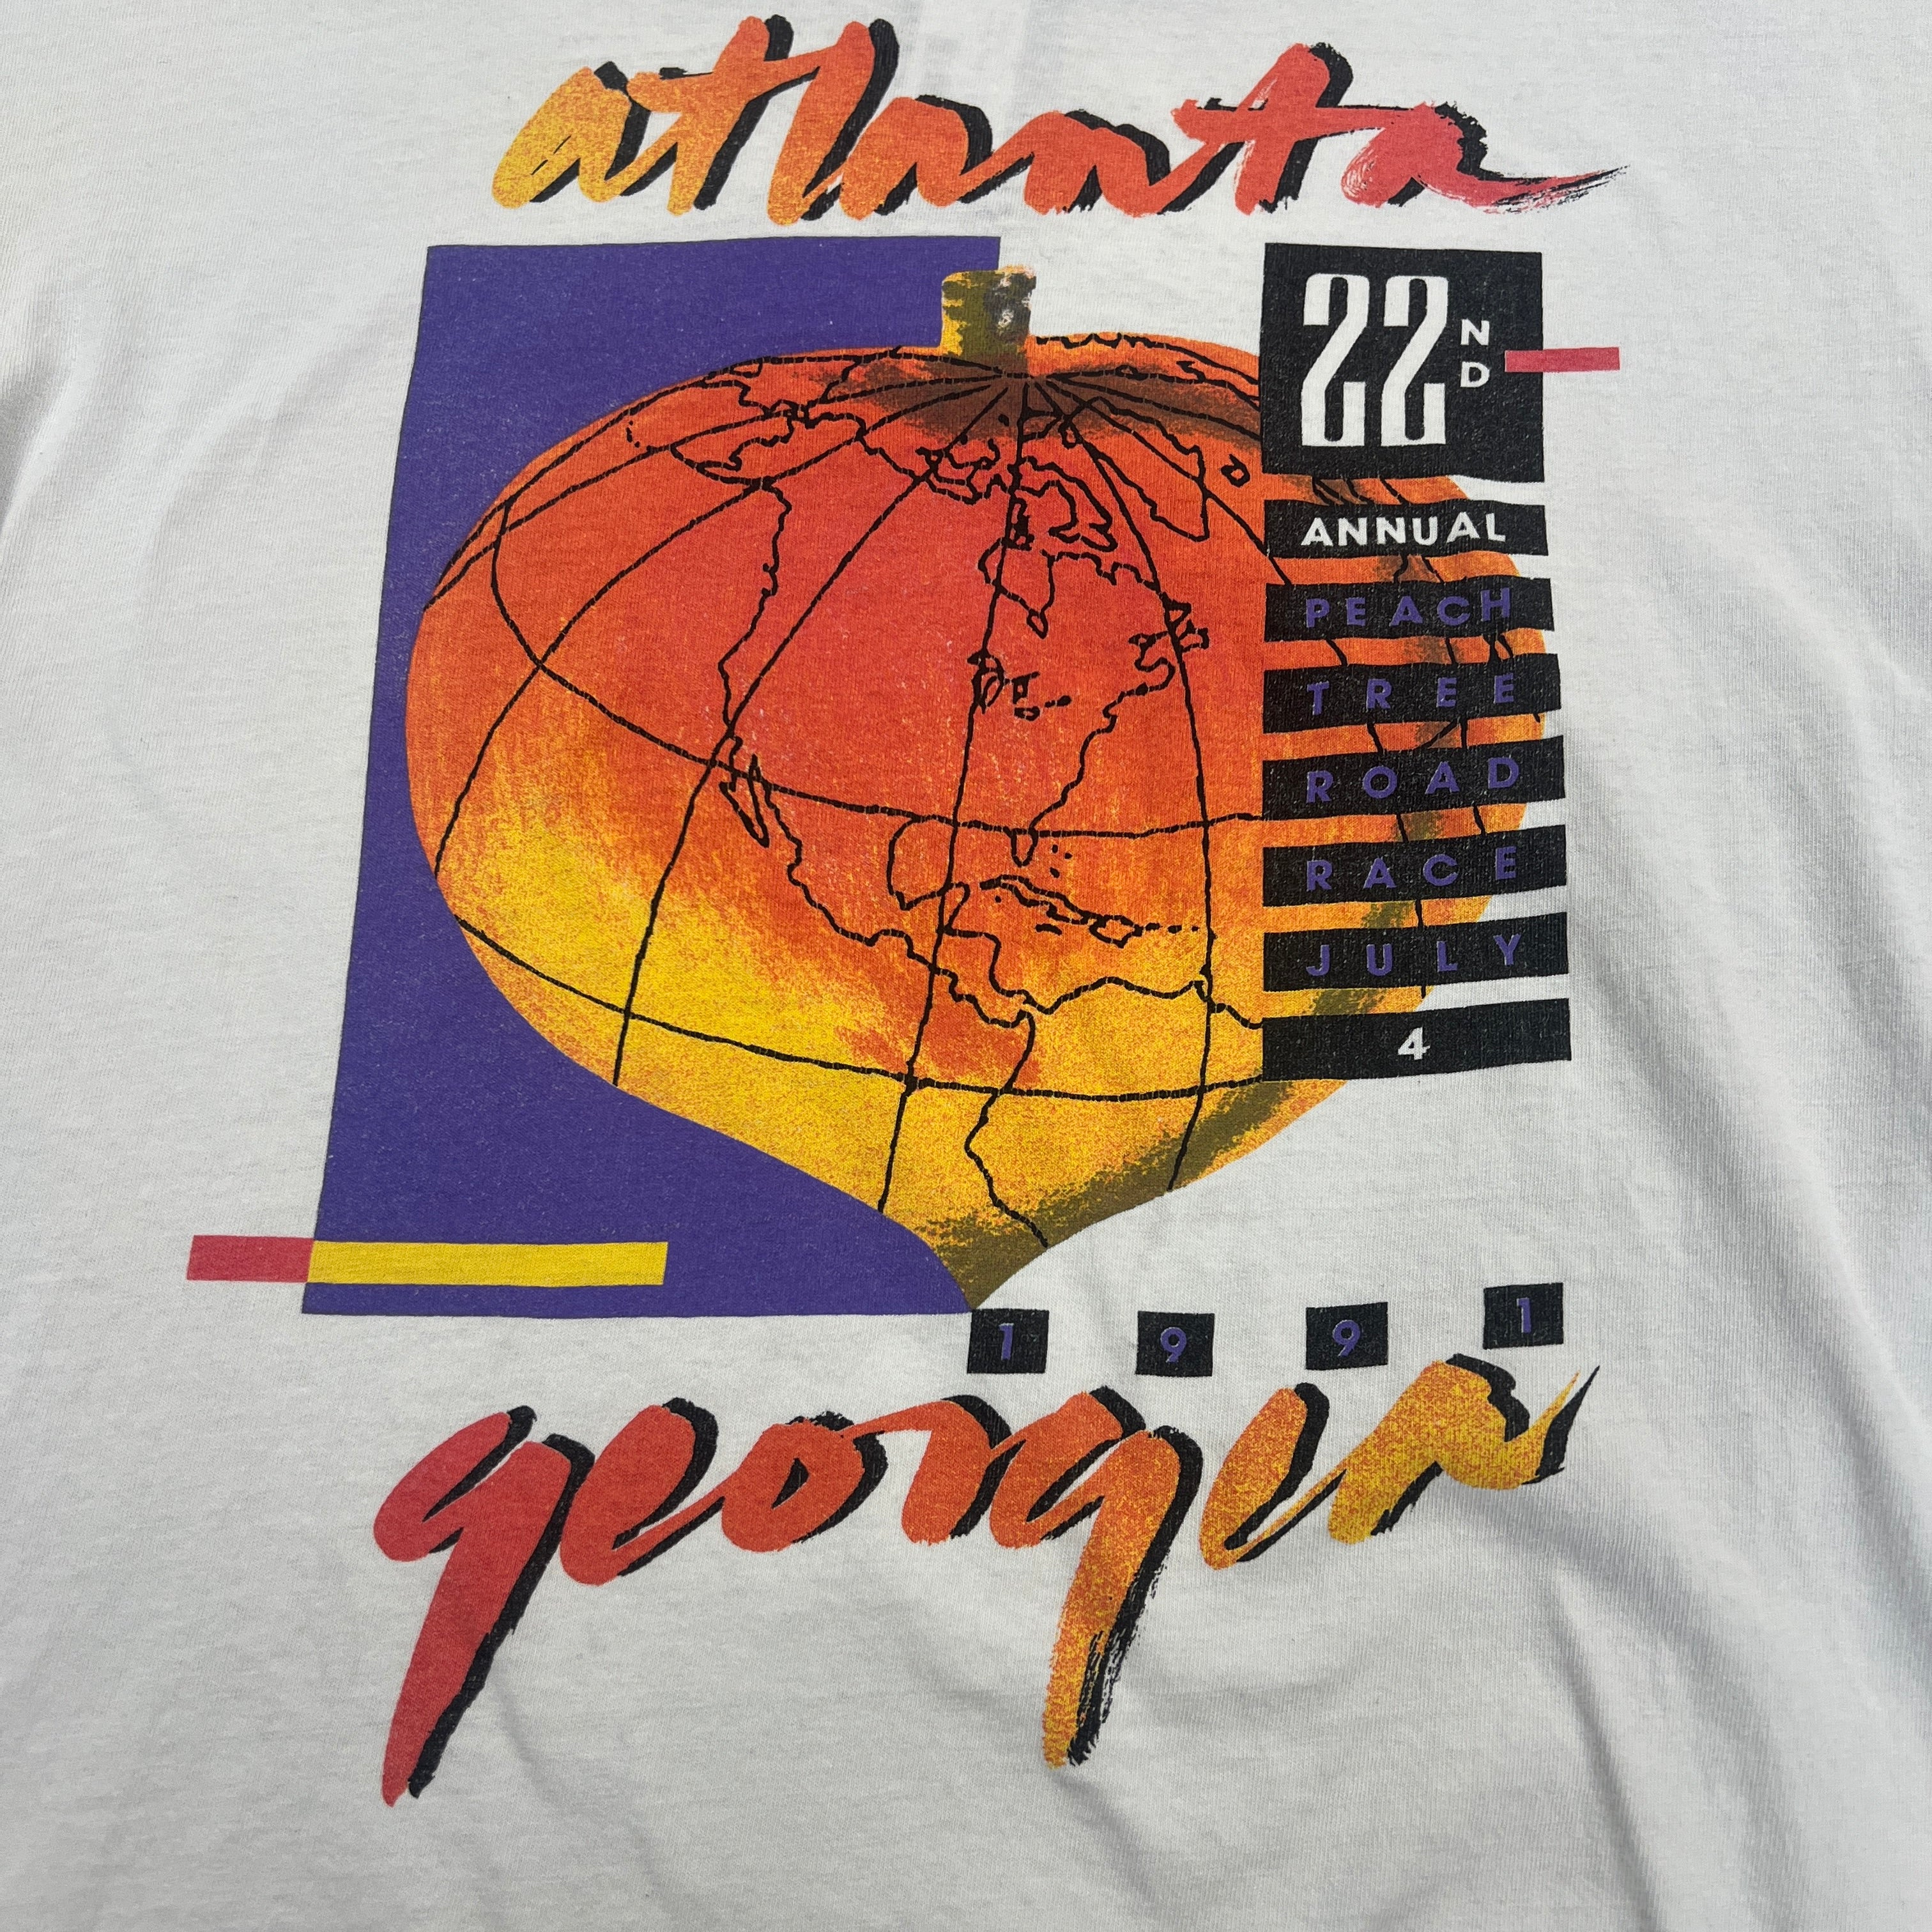 atlanta
22ND
ANNUAL
PEACH
TREE
ROAD
RACE
JULY
4
1991
georgia